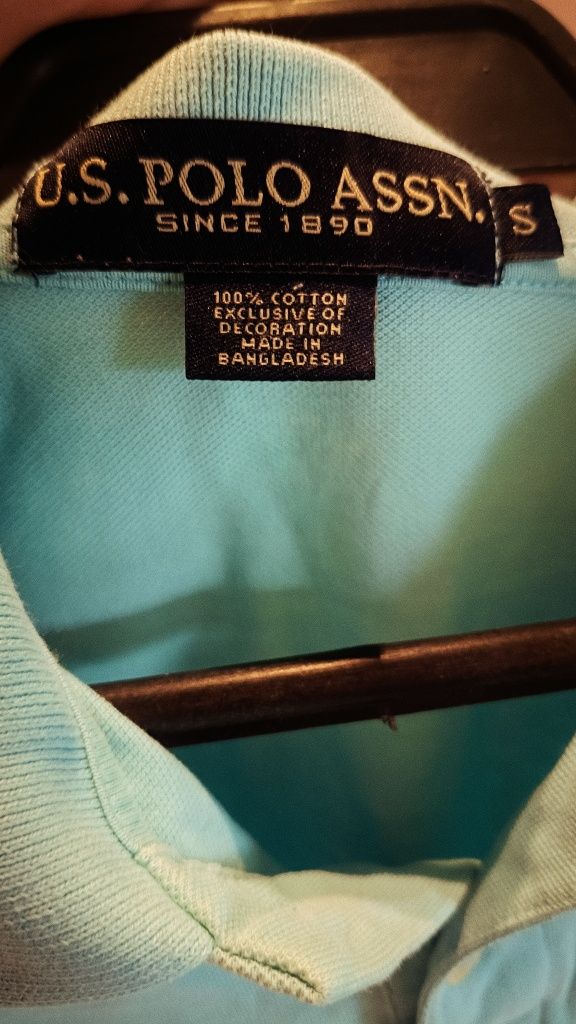 U.S. POLO ASSN.
SINCE 1890
S
100% COTTON
EXCLUSIVE OF
DECORATION
MADE IN
BANGLADESH